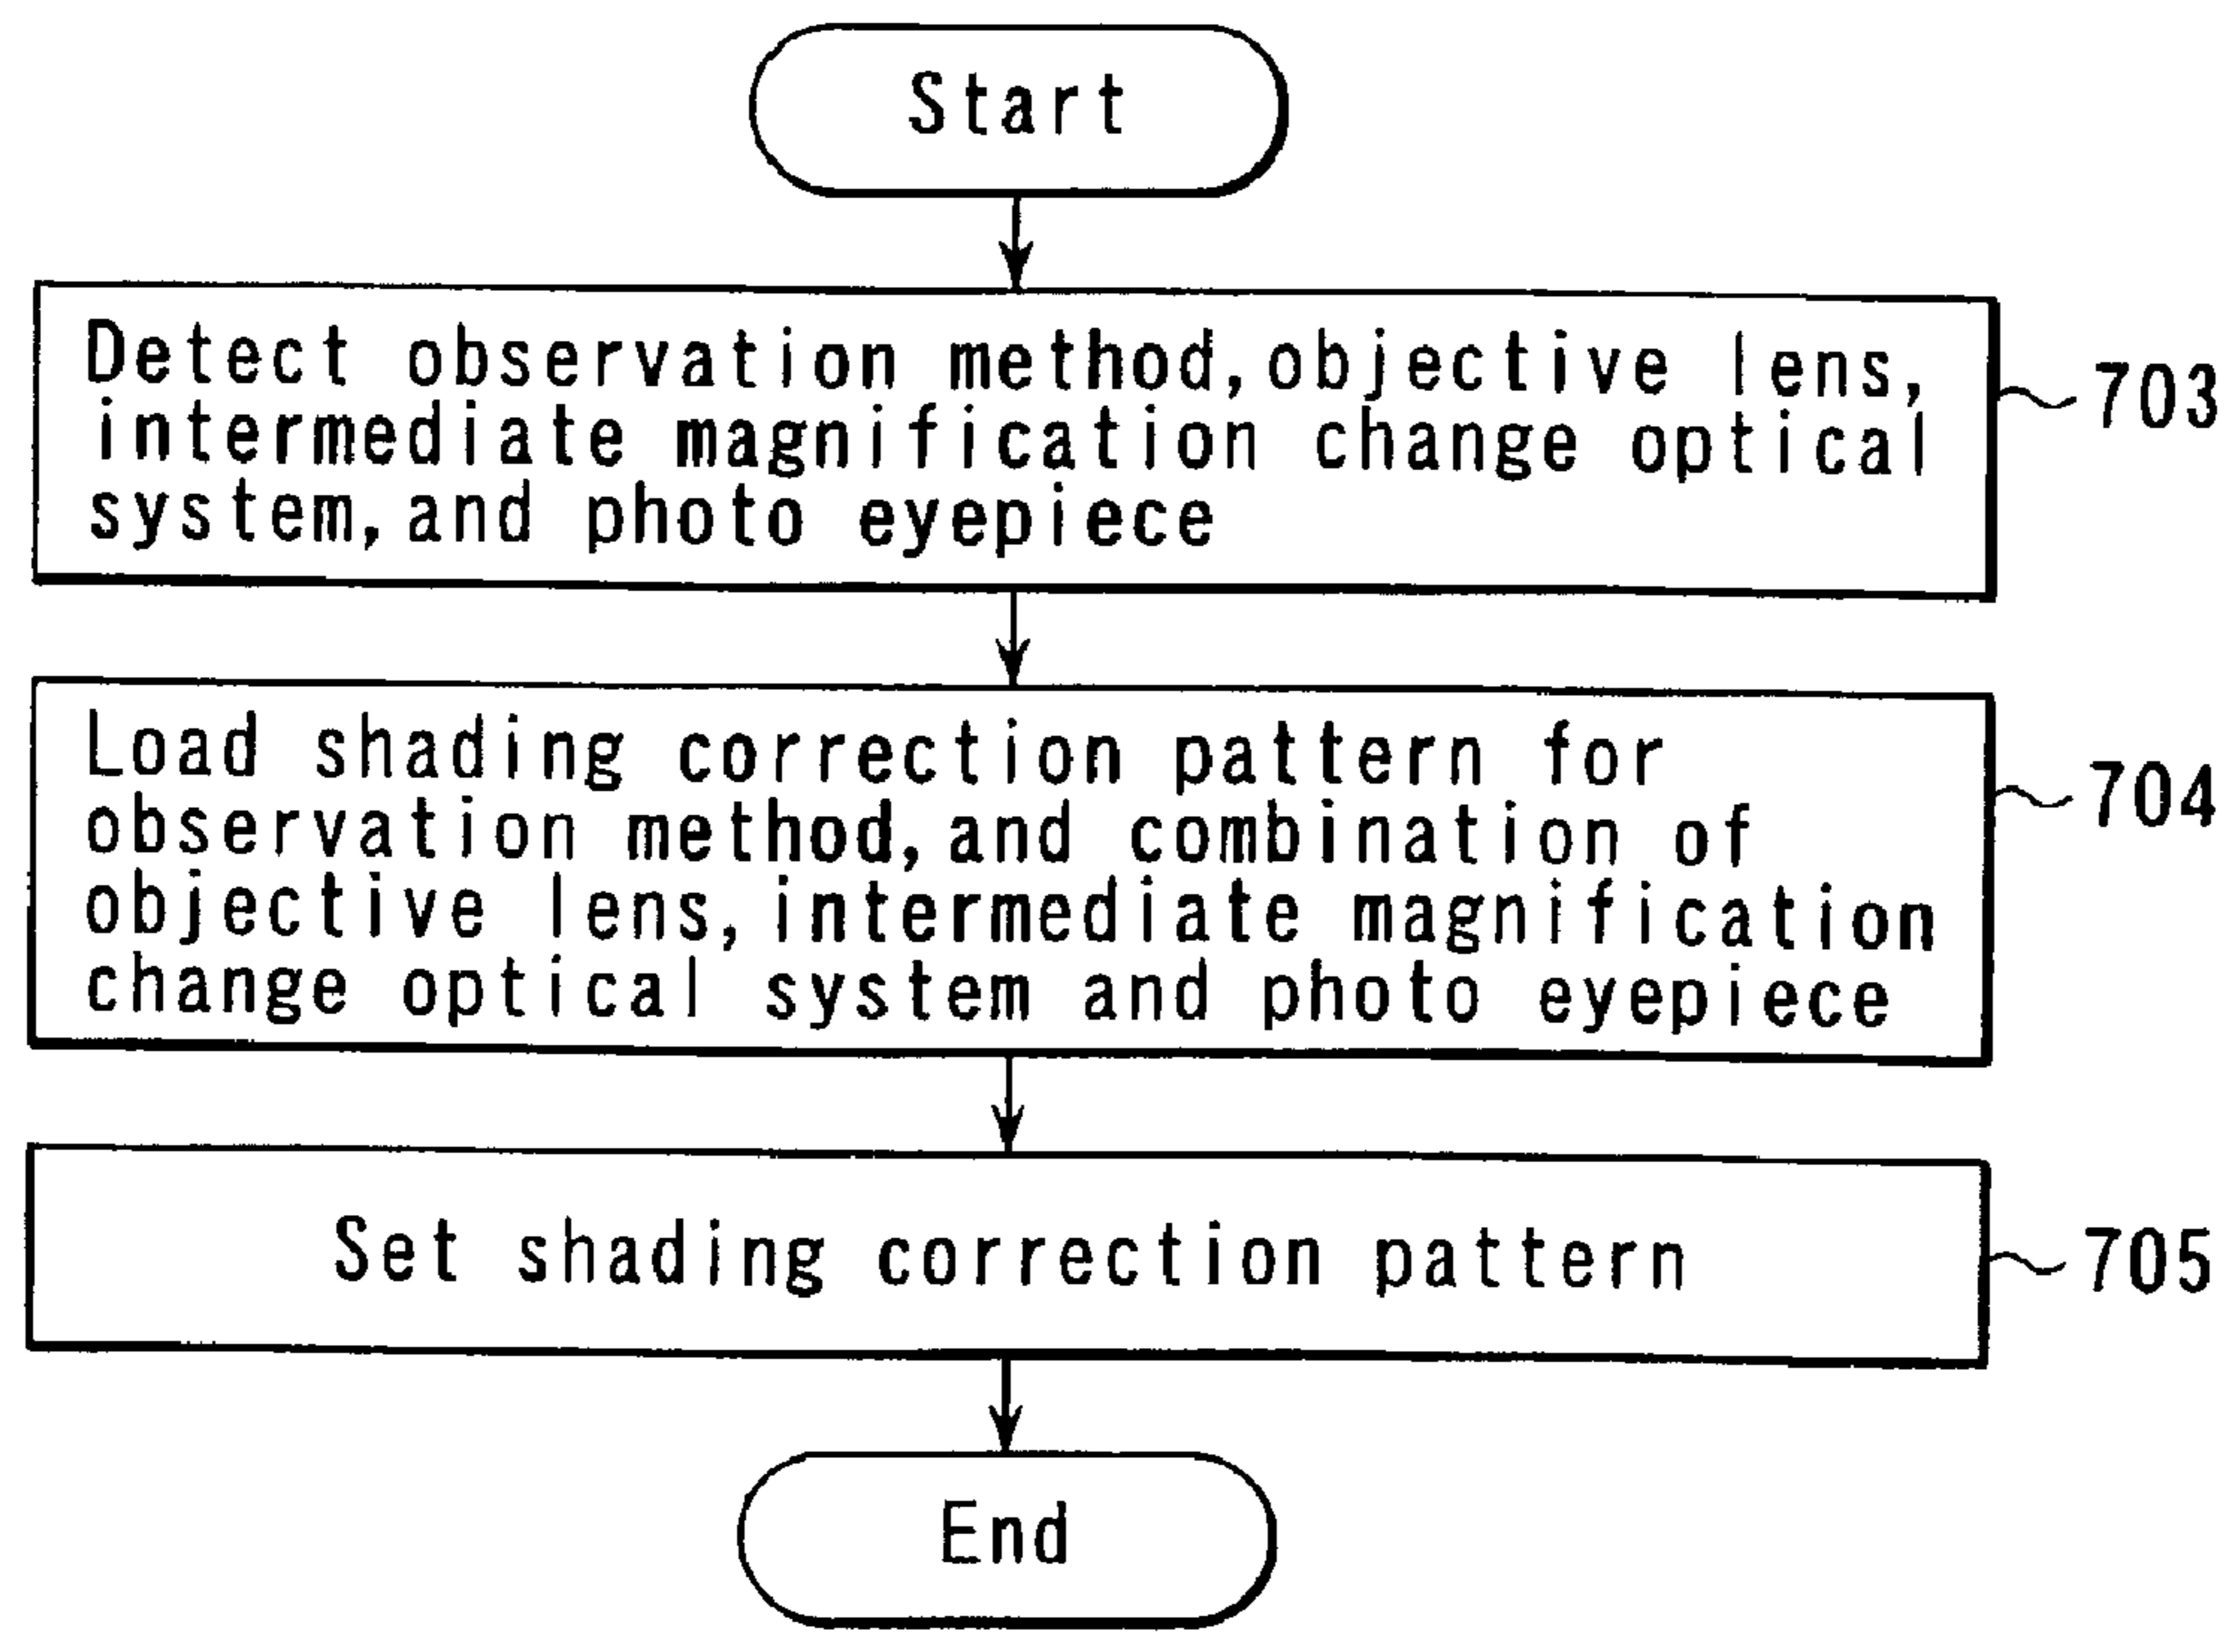 Start
Detect observation method, objective lens,
intermediate magnification change optical
system, and photo eyepiece
703
Load shading correction pattern for
observation method, and combination of
objective lens, intermediate magnification
change optical system and photo eyepiece
704
Set shading correction pattern
705
End